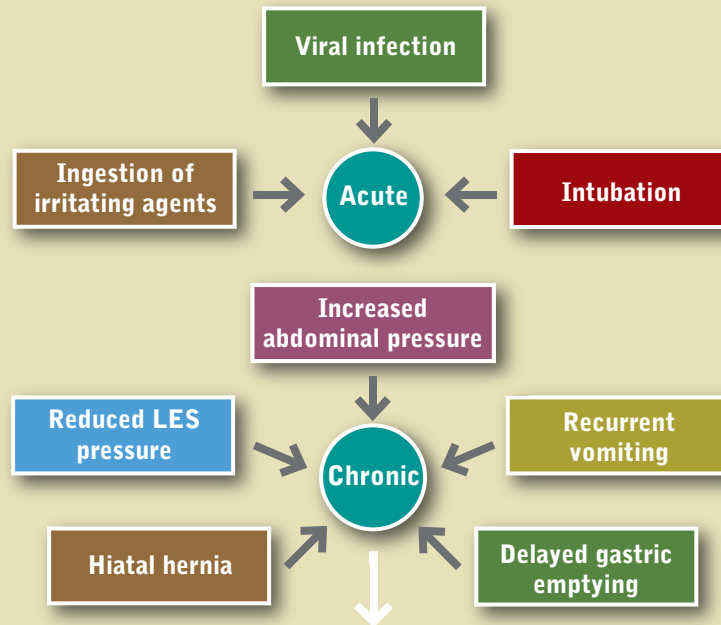 Viral infection
Ingestion of
irritating agents
Acute
Intubation
Increased
abdominal pressure
Reduced LES
pressure
Recurrent
vomiting
Chronic
Hiatal hernia
Delayed gastric
emptying